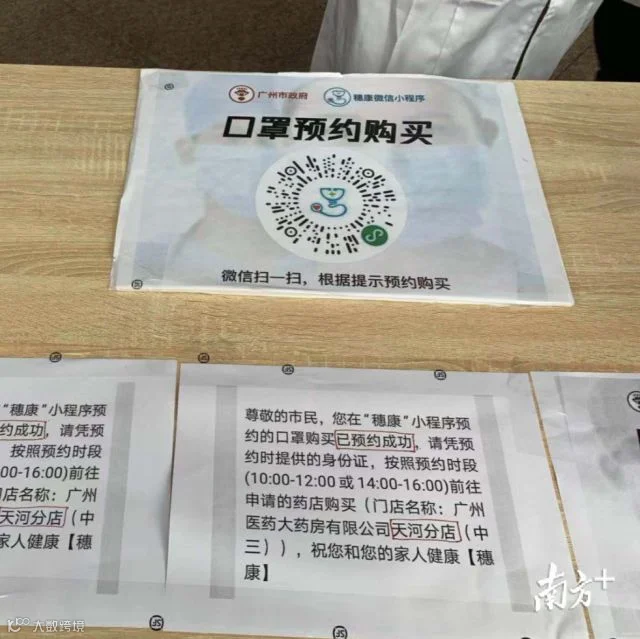 广州市政府 穗康微信小程序
口罩预约购买
微信扫一扫，根据提示预约购买
“穗康”小程序预
约成功，请凭预
按照预约时段
00-16:00)前往
门店名称：广州
天河分店（中
家人健康【穗
尊敬的市民，您在“穗康”小程序预
约的口罩购买已预约成功，请凭预
约时提供的身份证，按照预约时段
(10:00-12:00 或 14:00-16:00)前往
申请的药店购买（门店名称：广州
医药大药房有限公司天河分店（中
三）），祝您和您的家人健康【穗
康】
南方+
大数跨境